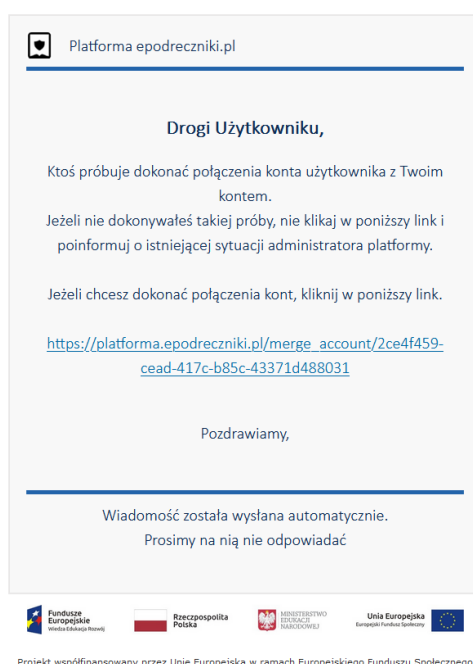 Platforma epodreczniki.pl
Drogi Użytkowniku,
Ktoś próbuje dokonać połączenia konta użytkownika z Twoim
kontem.
Jeżeli nie dokonywałeś takiej próby, nie klikaj w poniższy link i
poinformuj o istniejącej sytuacji administratora platformy.
Jeżeli chcesz dokonać połączenia kont, kliknij w poniższy link.
https://platforma.epodreczniki.pl/merge_account/2ce4f459-
cead-417c-b85c-43371d488031
Pozdrawiamy,
Wiadomość została wysłana automatycznie.
Prosimy na nią nie odpowiadać
Fundusze
Europejskie
Wiedza Edukacja Rozwój
Rzeczpospolita
Polska
MINISTERSTWO
EDUKACJI
NARODOWEJ
Unia Europejska
Europejski Fundusz Społeczny
Projekt współfinansowany przez Unię Europejską w ramach Europejskiego Funduszu Społecznego